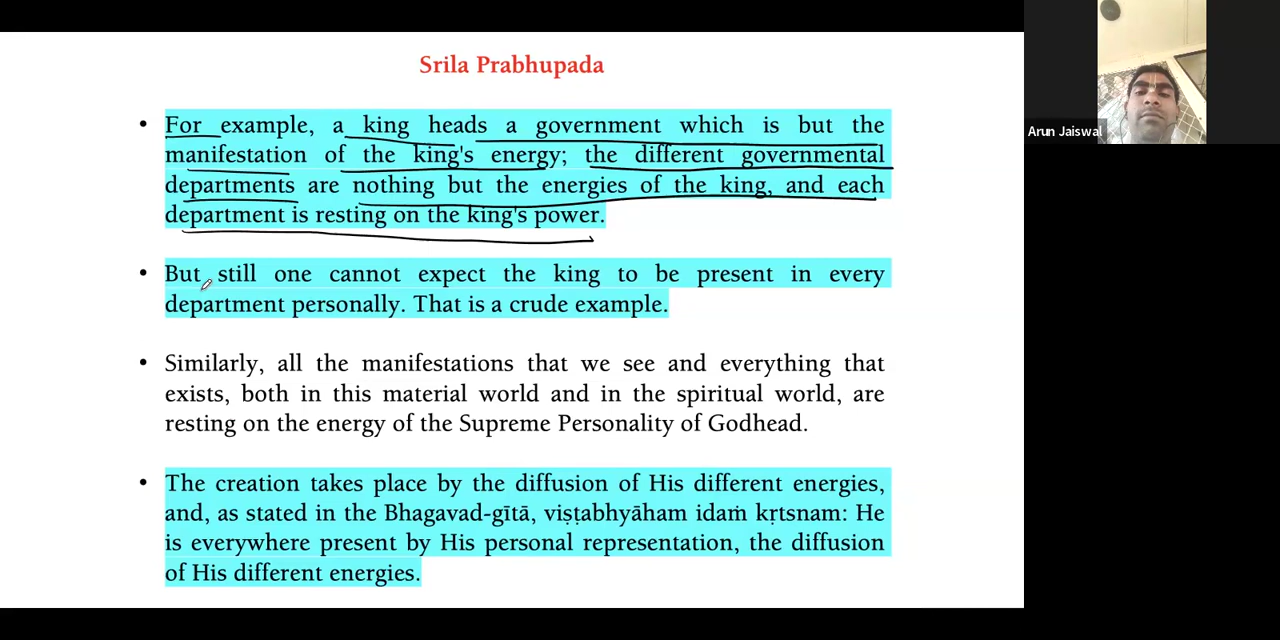 Srila Prabhupada
• For example, a king heads a government which is but the
manifestation of the king's energy; the different governmental
departments are nothing but the energies of the king, and each
department is resting on the king's power.
• But still one cannot expect the king to be present in every
department personally. That is a crude example.
• Similarly, all the manifestations that we see and everything that
exists, both in this material world and in the spiritual world, are
resting on the energy of the Supreme Personality of Godhead.
• The creation takes place by the diffusion of His different energies,
and, as stated in the Bhagavad-gītā, viṣṭabhyāham idaṁ kṛtsnam: He
is everywhere present by His personal representation, the diffusion
of His different energies.
Arun Jaiswal